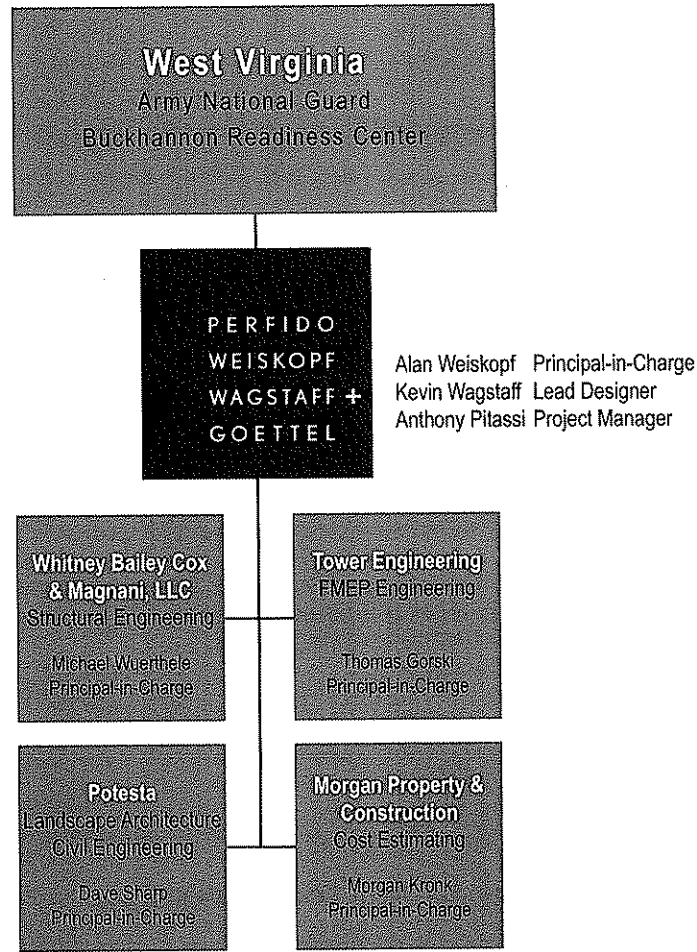 West Virginia
Army National Guard
Buckhannon Readiness Center
PERFIDO
WEISKOPF
WAGSTAFF +
GOETTEL
Alan Weiskopf Principal-in-Charge
Kevin Wagstaff Lead Designer
Anthony Pitassi Project Manager
Whitney Bailey Cox
& Magnani, LLC
Structural Engineering
Michael Wuerthele
Principal-in-Charge
Tower Engineering
FMEP Engineering
Thomas Gorski
Principal-in-Charge
Potesta
Landscape Architecture
Civil Engineering
Dave Sharp
Principal-in-Charge
Morgan Property &
Construction
Cost Estimating
Morgan Kronk
Principal-in-Charge